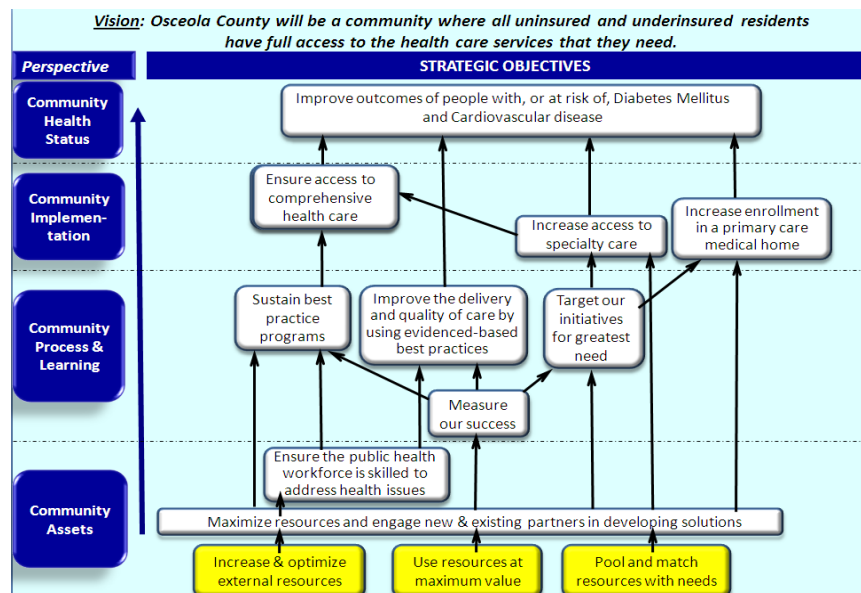 Vision: Osceola County will be a community where all uninsured and underinsured residents
have full access to the health care services that they need.
Perspective
STRATEGIC OBJECTIVES
Community
Health
Status
Improve outcomes of people with, or at risk of, Diabetes Mellitus
and Cardiovascular disease
Community
Implemen-
tation
Ensure access to
comprehensive
health care
Increase access to
specialty care
Increase enrollment
in a primary care
medical home
Community
Process &
Learning
Sustain best
practice
programs
Improve the delivery
and quality of care by
using evidenced-based
best practices
Target our
initiatives
for greatest
need
Measure
our success
Community
Assets
Ensure the public health
workforce is skilled to
address health issues
Maximize resources and engage new & existing partners in developing solutions
Increase & optimize
external resources
Use resources at
maximum value
Pool and match
resources with needs